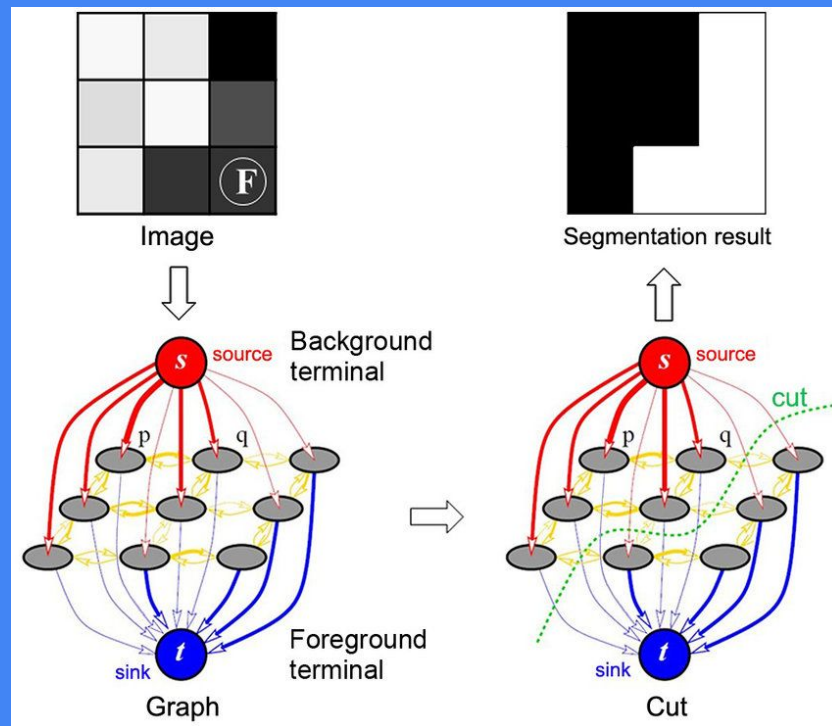 F
Image
Segmentation result
s
source
Background
terminal
p
q
s
source
cut
p
q
Foreground
terminal
t
sink
Graph
t
sink
Cut